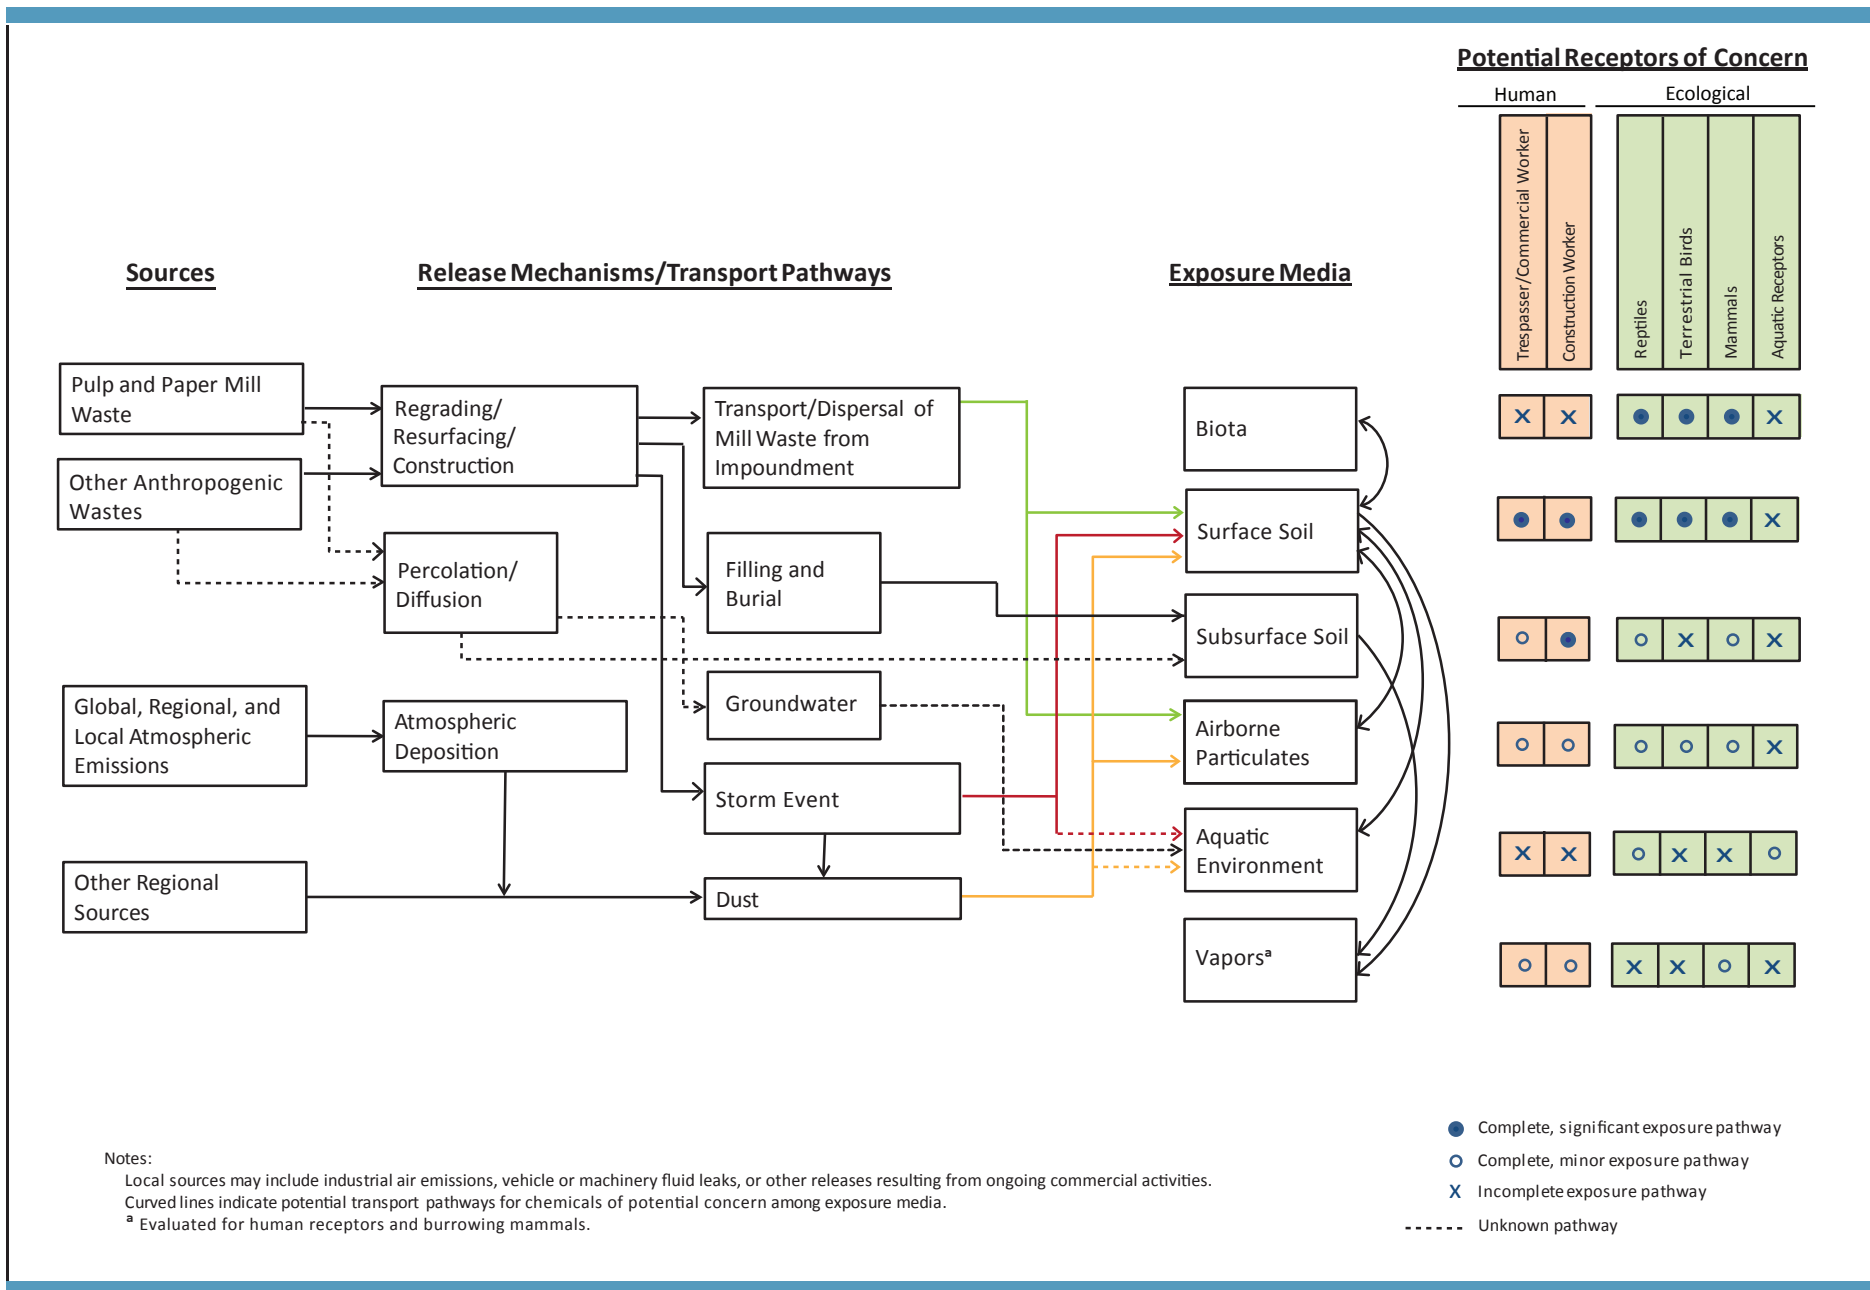 Potential Receptors of Concern
Human
Ecological
Trespasser/Commercial Worker
Construction Worker
Reptiles
Terrestrial Birds
Mammals
Aquatic Receptors
Sources
Release Mechanisms/Transport Pathways
Exposure Media
Pulp and Paper Mill
Waste
Other Anthropogenic
Wastes
Global, Regional, and
Local Atmospheric
Emissions
Other Regional
Sources
Regrading/
Resurfacing/
Construction
Percolation/
Diffusion
Atmospheric
Deposition
Transport/Dispersal of
Mill Waste from
Impoundment
Filling and
Burial
Groundwater
Storm Event
Dust
Biota
X X X
Surface Soil
X
Subsurface Soil
X X
Airborne
Particulates
X
Aquatic
Environment
X X X X
Vaporsª
X X X
Complete, significant exposure pathway
Complete, minor exposure pathway
X Incomplete exposure pathway
Unknown pathway
Notes:
Local sources may include industrial air emissions, vehicle or machinery fluid leaks, or other releases resulting from ongoing commercial activities.
Curved lines indicate potential transport pathways for chemicals of potential concern among exposure media.
ª Evaluated for human receptors and burrowing mammals.